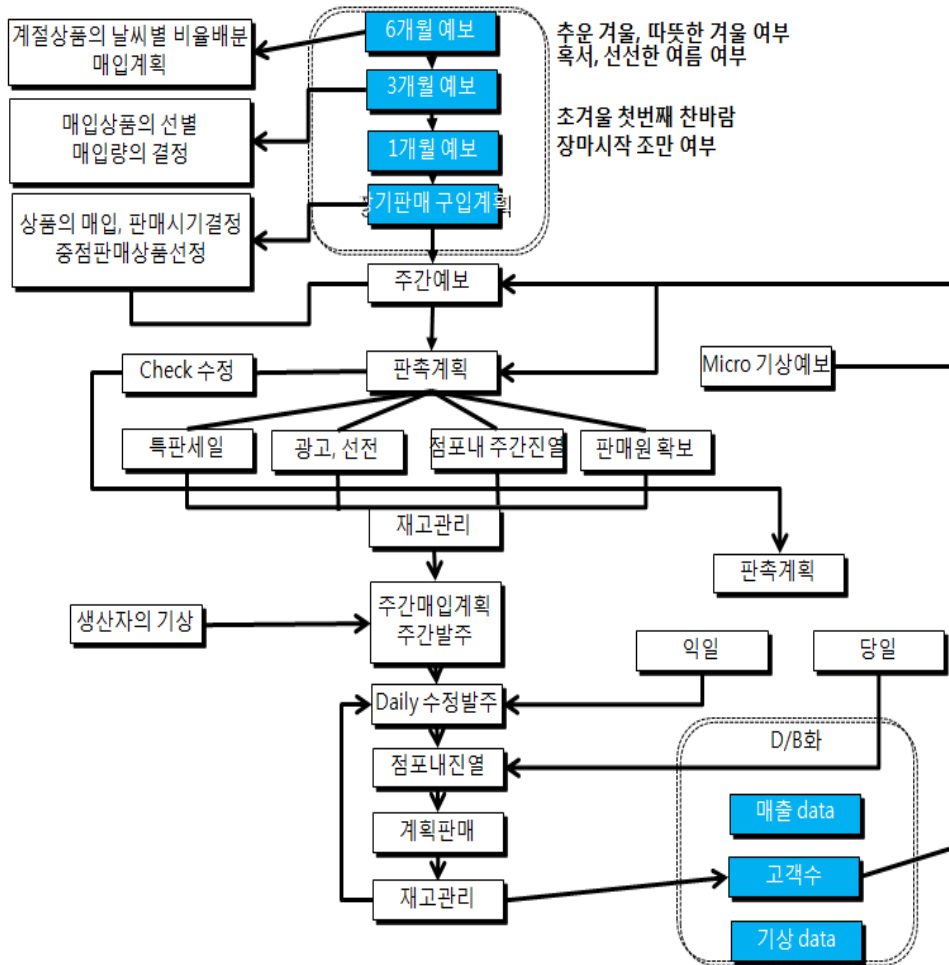 계절상품의 날씨별 비율배분
매입계획
6개월 예보
추운 겨울, 따뜻한 겨울 여부
혹서, 선선한 여름 여부
3개월 예보
매입상품의 선별
매입량의 결정
초겨울 첫번째 찬바람
장마시작 조만 여부
1개월 예보
장기판매 구입계획
상품의 매입, 판매시기결정
중점판매상품선정
주간예보
Check 수정
판촉계획
Micro 기상예보
특판세일
광고, 선전
점포내 주간진열
판매원 확보
재고관리
판촉계획
주간매입계획
주간발주
생산자의 기상
익일
당일
Daily 수정발주
D/B화
점포내진열
매출 data
계획판매
고객수
재고관리
기상 data